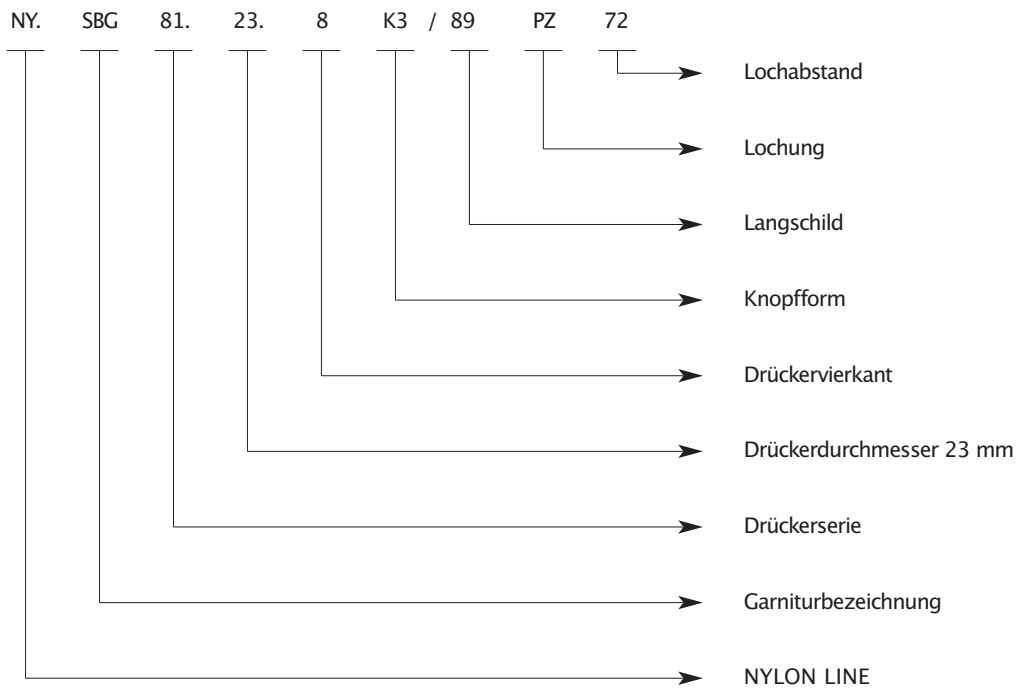 NY. SBG 81. 23. 8 K3 / 89 PZ 72
Lochabstand
Lochung
Langschild
Knopfform
Drückervierkant
Drückerdurchmesser 23 mm
Drückerserie
Garniturbezeichnung
NYLON LINE